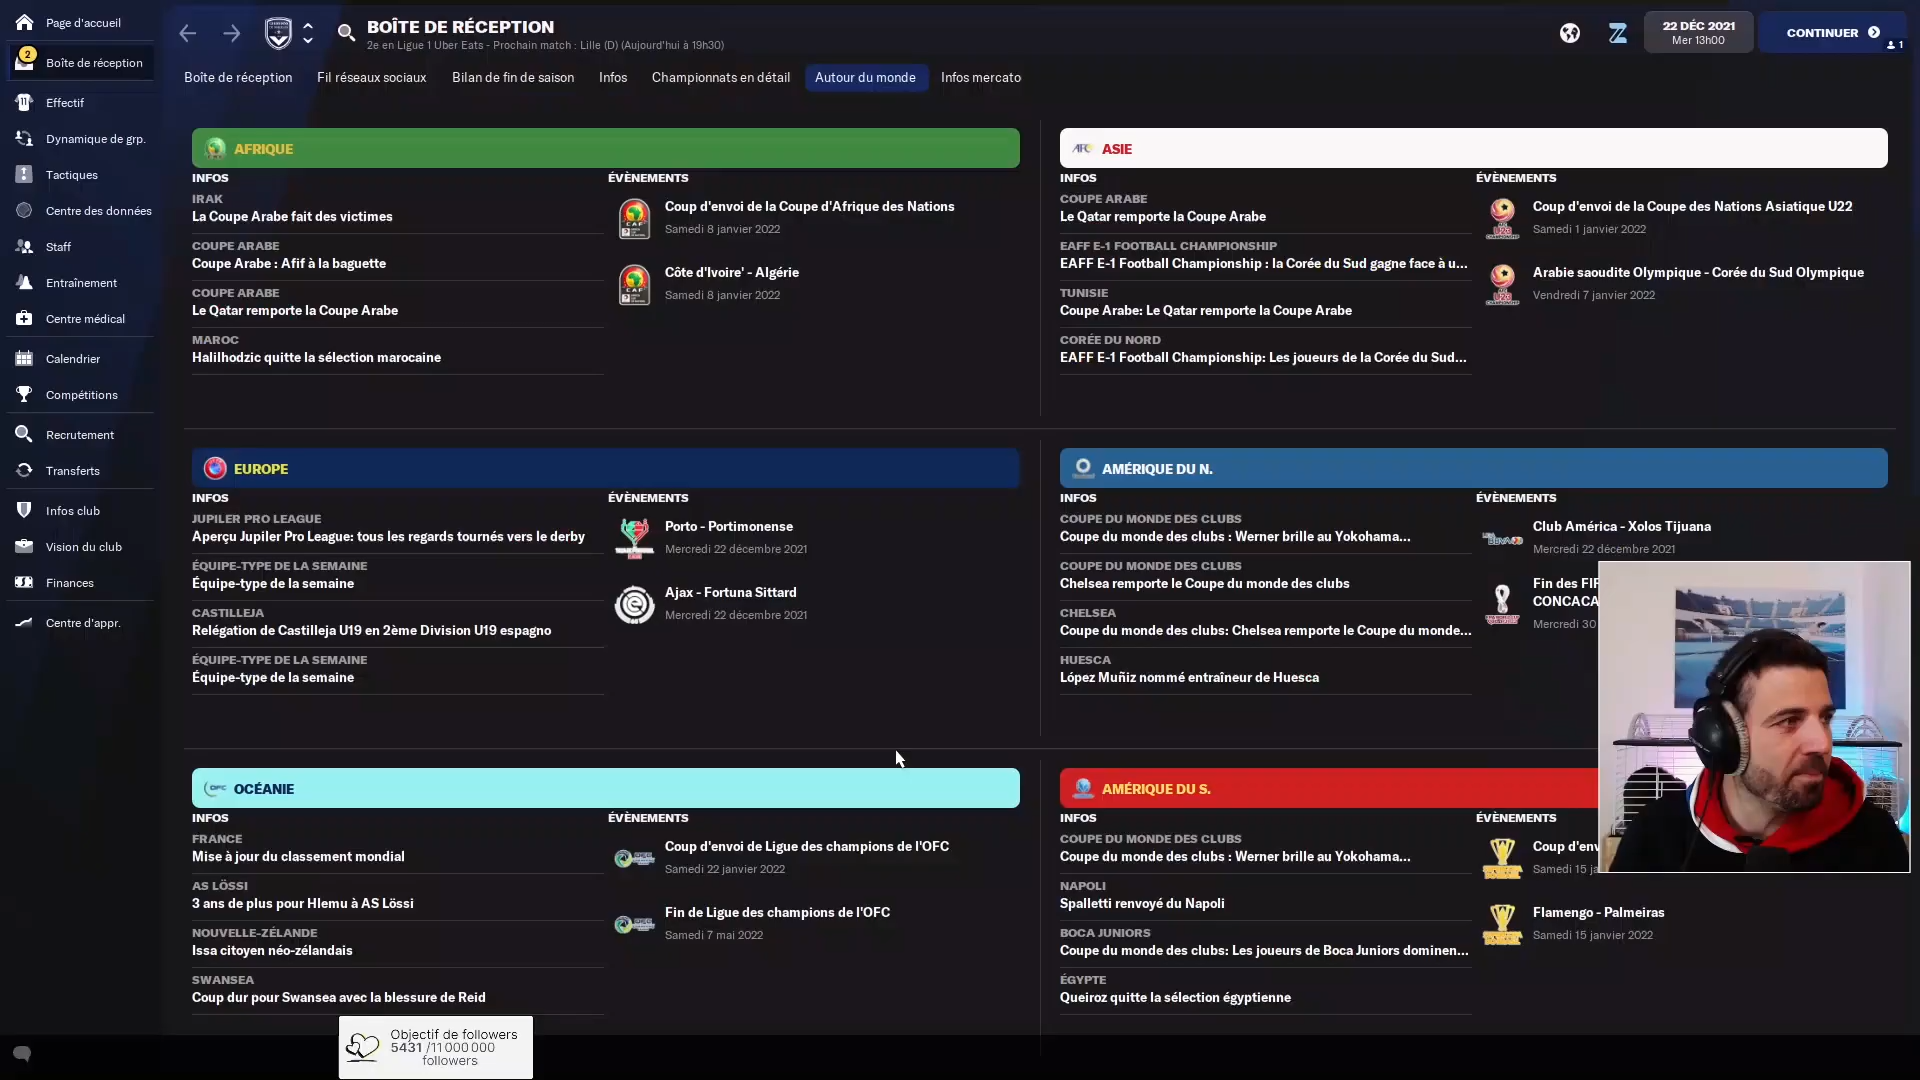 Page d'accueil
2
Boîte de réception
Effectif
Dynamique de grp.
Tactiques
Centre des données
Staff
Entraînement
Centre médical
Calendrier
Compétitions
Recrutement
Transferts
Infos club
Vision du club
Finances
Centre d'appr.
BOÎTE DE RÉCEPTION
2e en Ligue 1 Uber Eats - Prochain match : Lille (D) (Aujourd'hui à 19h30)
22 DÉC 2021
Mer 13h00
CONTINUER
1
Boîte de réception
Fil réseaux sociaux
Bilan de fin de saison
Infos
Championnats en détail
Autour du monde
Infos mercato
AFRIQUE
INFOS
IRAK
La Coupe Arabe fait des victimes
COUPE ARABE
Coupe Arabe : Afif à la baguette
COUPE ARABE
Le Qatar remporte la Coupe Arabe
MAROC
Halilhodzic quitte la sélection marocaine
ÉVÈNEMENTS
Coup d'envoi de la Coupe d'Afrique des Nations
Samedi 8 janvier 2022
Côte d'Ivoire' - Algérie
Samedi 8 janvier 2022
AFC
ASIE
INFOS
COUPE ARABE
Le Qatar remporte la Coupe Arabe
EAFF E-1 FOOTBALL CHAMPIONSHIP
EAFF E-1 Football Championship : la Corée du Sud gagne face à u...
TUNISIE
Coupe Arabe: Le Qatar remporte la Coupe Arabe
CORÉE DU NORD
EAFF E-1 Football Championship: Les joueurs de la Corée du Sud...
ÉVÈNEMENTS
Coup d'envoi de la Coupe des Nations Asiatique U22
Samedi 1 janvier 2022
Arabie saoudite Olympique - Corée du Sud Olympique
Vendredi 7 janvier 2022
EUROPE
INFOS
JUPILER PRO LEAGUE
Aperçu Jupiler Pro League: tous les regards tournés vers le derby
ÉQUIPE-TYPE DE LA SEMAINE
Équipe-type de la semaine
CASTILLEJA
Relégation de Castilleja U19 en 2ème Division U19 espagno
ÉQUIPE-TYPE DE LA SEMAINE
Équipe-type de la semaine
ÉVÈNEMENTS
Porto - Portimonense
Mercredi 22 décembre 2021
Ajax - Fortuna Sittard
Mercredi 22 décembre 2021
AMÉRIQUE DU N.
INFOS
COUPE DU MONDE DES CLUBS
Coupe du monde des clubs : Werner brille au Yokohama...
COUPE DU MONDE DES CLUBS
Chelsea remporte le Coupe du monde des clubs
CHELSEA
Coupe du monde des clubs: Chelsea remporte le Coupe du monde...
HUESCA
López Muñiz nommé entraîneur de Huesca
ÉVÈNEMENTS
Club América - Xolos Tijuana
Mercredi 22 décembre 2021
Fin des FIF
CONCACA
Mercredi 30
OFC
OCÉANIE
INFOS
FRANCE
Mise à jour du classement mondial
AS LÖSSI
3 ans de plus pour Hlemu à AS Lössi
NOUVELLE-ZÉLANDE
Issa citoyen néo-zélandais
SWANSEA
Coup dur pour Swansea avec la blessure de Reid
ÉVÈNEMENTS
Coup d'envoi de Ligue des champions de l'OFC
Samedi 22 janvier 2022
Fin de Ligue des champions de l'OFC
Samedi 7 mai 2022
AMÉRIQUE DU S.
INFOS
COUPE DU MONDE DES CLUBS
Coupe du monde des clubs : Werner brille au Yokohama...
NAPOLI
Spalletti renvoyé du Napoli
BOCA JUNIORS
Coupe du monde des clubs: Les joueurs de Boca Juniors dominen...
ÉGYPTE
Queiroz quitte la sélection égyptienne
ÉVÈNEMENTS
Coup d'env
Samedi 15 ja
Flamengo - Palmeiras
Samedi 15 janvier 2022
Objectif de followers
5431 /11 000 000
followers